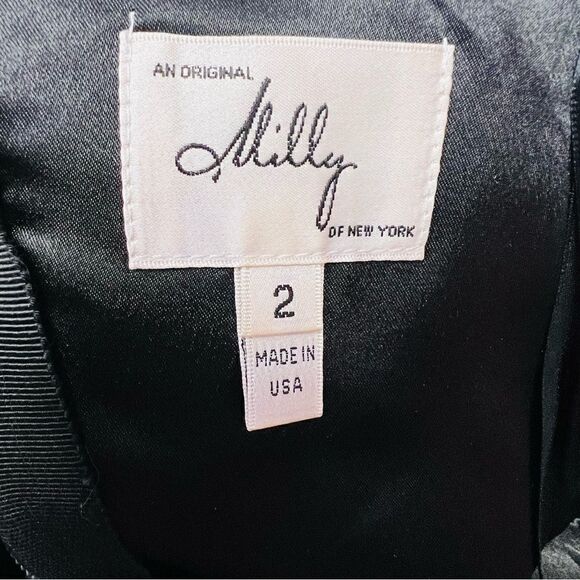 AN ORIGINAL
Milly
OF NEW YORK
2
MADE IN
USA